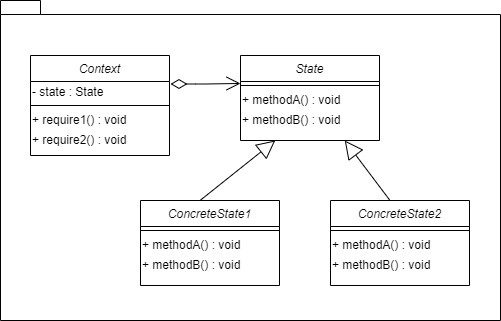 Context
- state : State
+ require1() : void
+ require2() : void
State
+ methodA() : void
+ methodB() : void
ConcreteState1
+ methodA() : void
+ methodB() : void
ConcreteState2
+ methodA() : void
+ methodB() : void